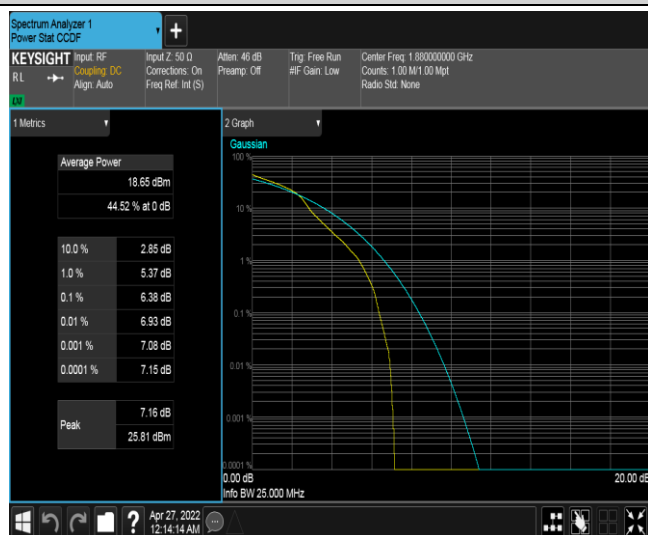 Spectrum Analyzer 1
Power Stat CCDF
+
KEYSIGHT
RL
Input: RF
Coupling: DC
Align: Auto
Input Z: 50 Ω
Corrections: On
Freq Ref: Int (S)
Atten: 46 dB
Preamp: Off
Trig: Free Run
#IF Gain: Low
Center Freq: 1.880000000 GHz
Counts: 1.00 M/1.00 Mpt
Radio Std: None
LXI
1 Metrics
Average Power
18.65 dBm
44.52 % at 0 dB
10.0 % 2.85 dB
1.0 % 5.37 dB
0.1 % 6.38 dB
0.01 % 6.93 dB
0.001 % 7.08 dB
0.0001 % 7.15 dB
Peak
7.16 dB
25.81 dBm
2 Graph
Gaussian
100 %
10 %
1 %
0.1 %
0.01 %
0.001 %
0.0001 %
0.00 dB
20.00 dB
Info BW 25.000 MHz
?
Apr 27, 2022
12:14:14 AM